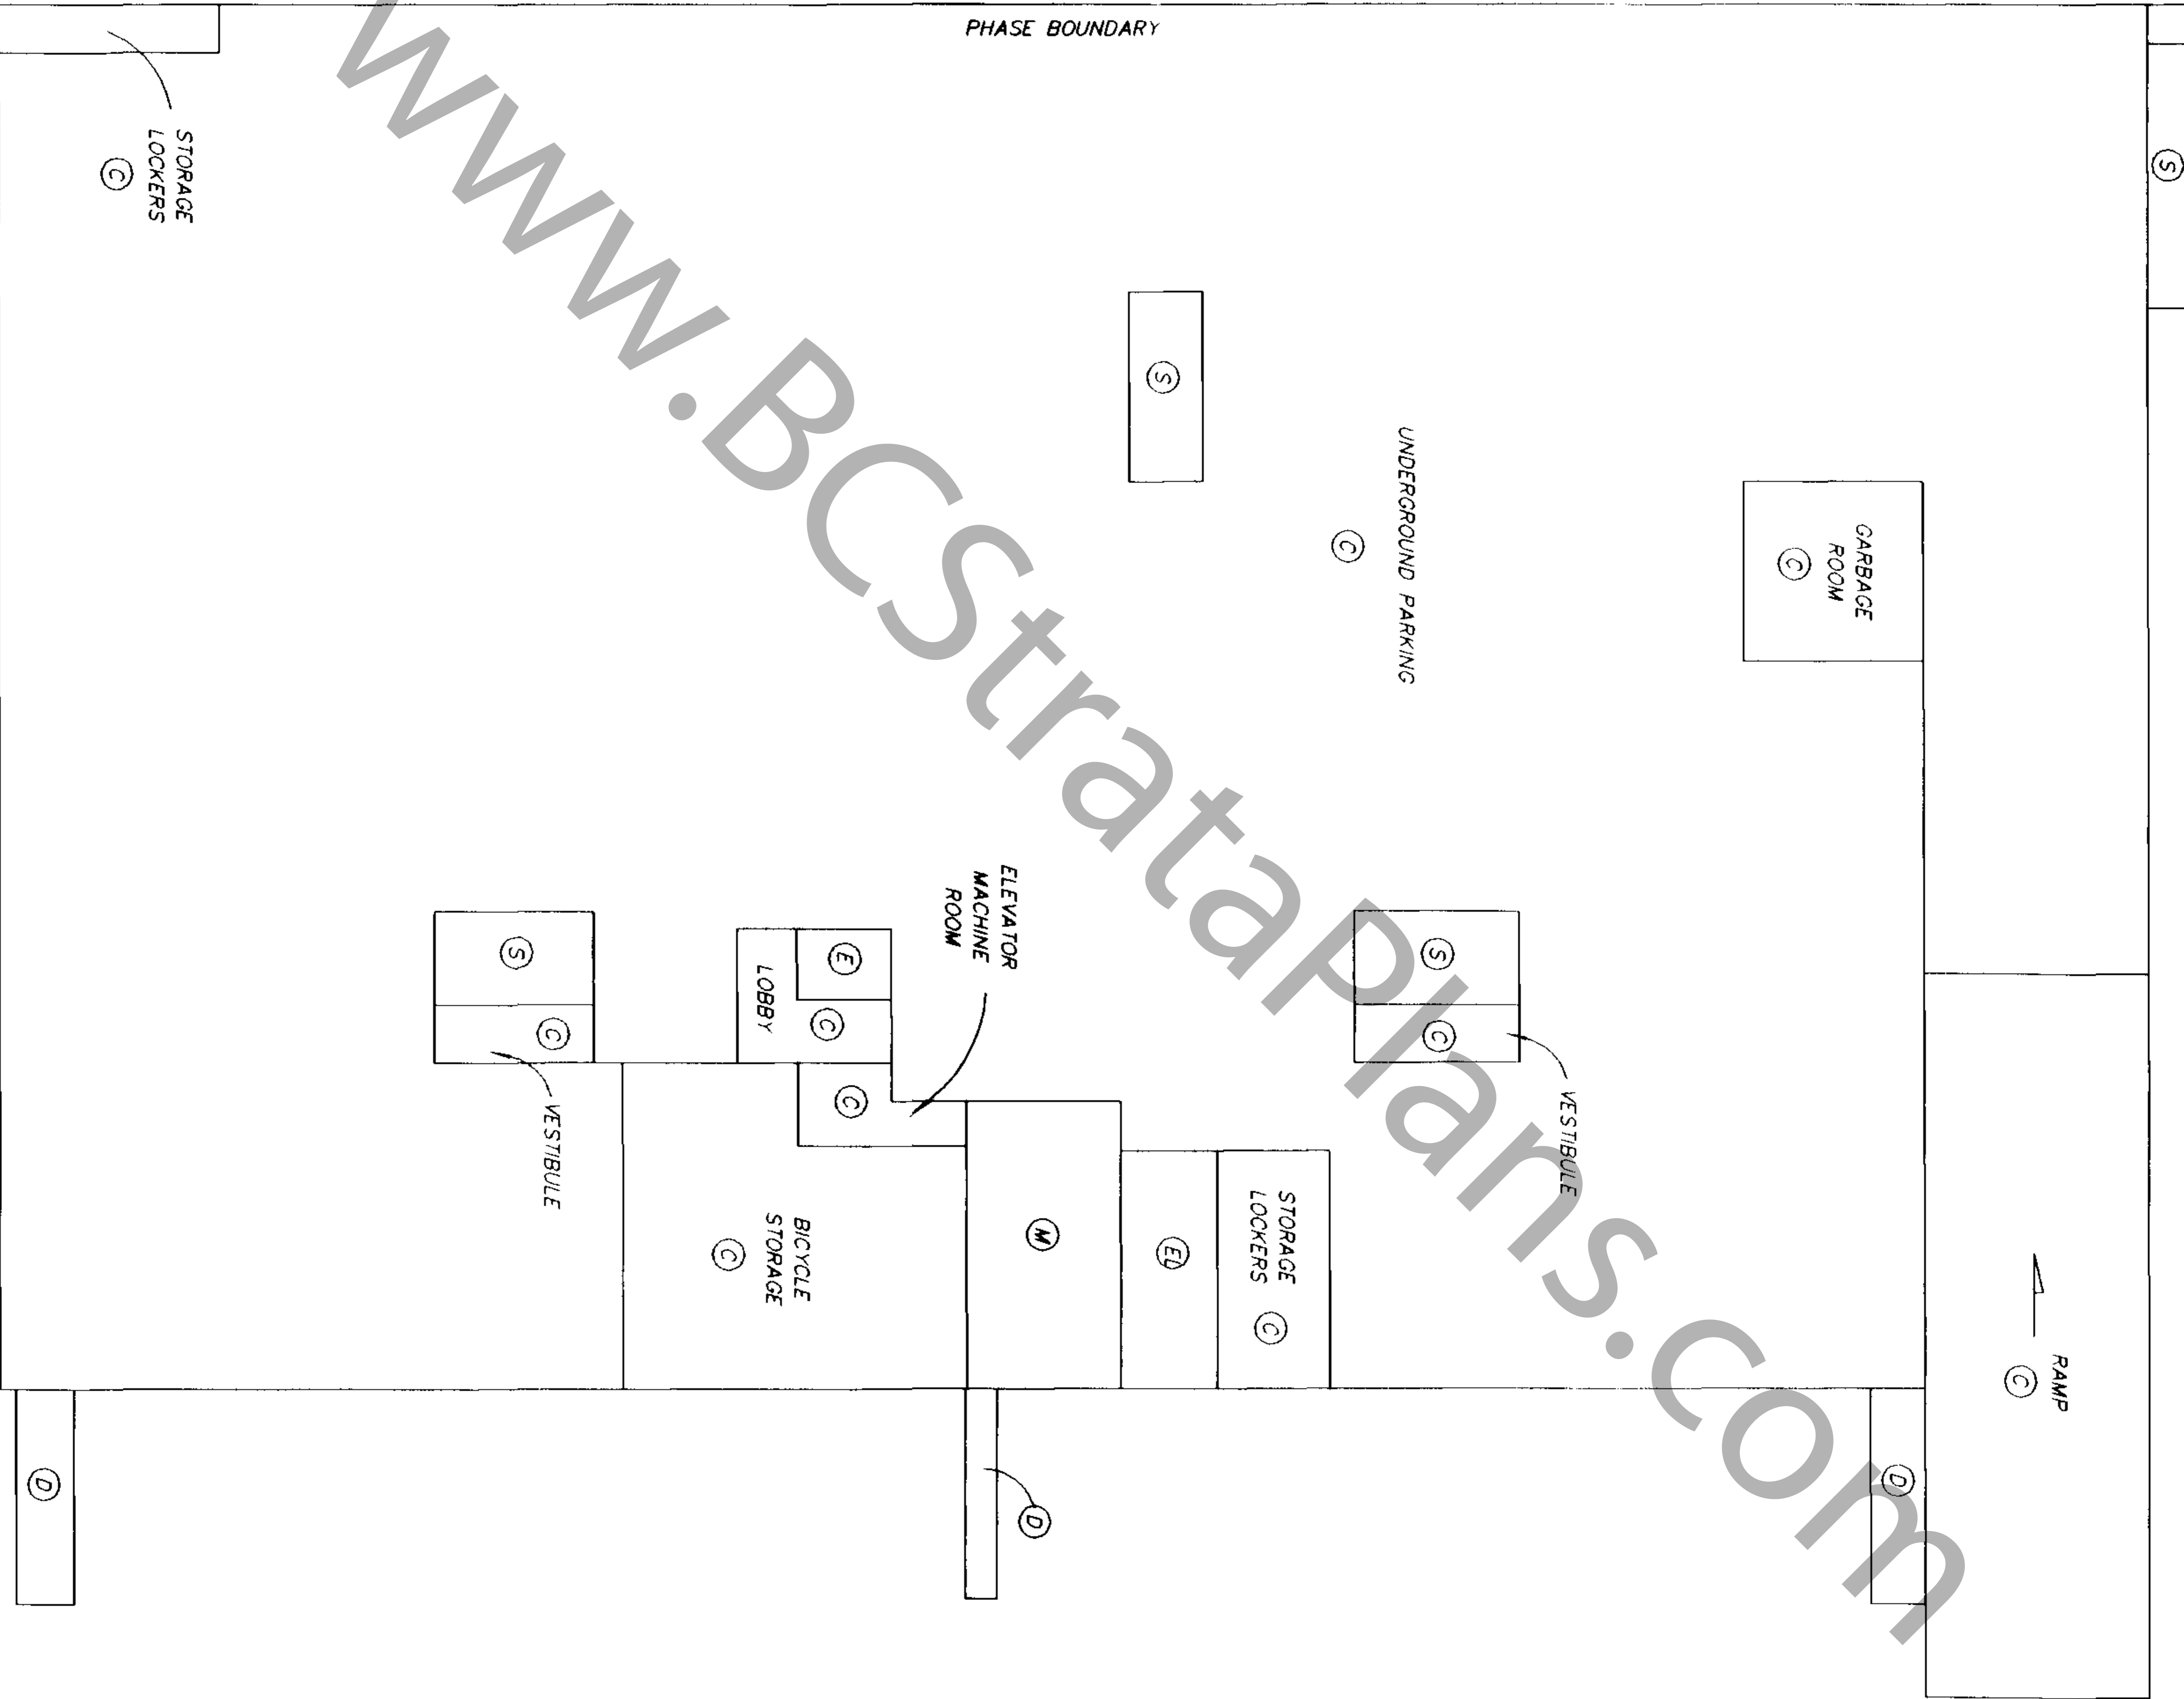 PHASE BOUNDARY
STORAGE
LOCKERS
C
S
S
UNDERGROUND PARKING
C
GARBAGE
ROOM
C
ELEVATOR
MACHINE
ROOM
C
S
C
VESTIBULE
E
C
LOBBY
S
C
VESTIBULE
BICYCLE
STORAGE
C
M
EL
STORAGE
LOCKERS C
RAMP
C
D
D
D
www.BCStrataPlans.com